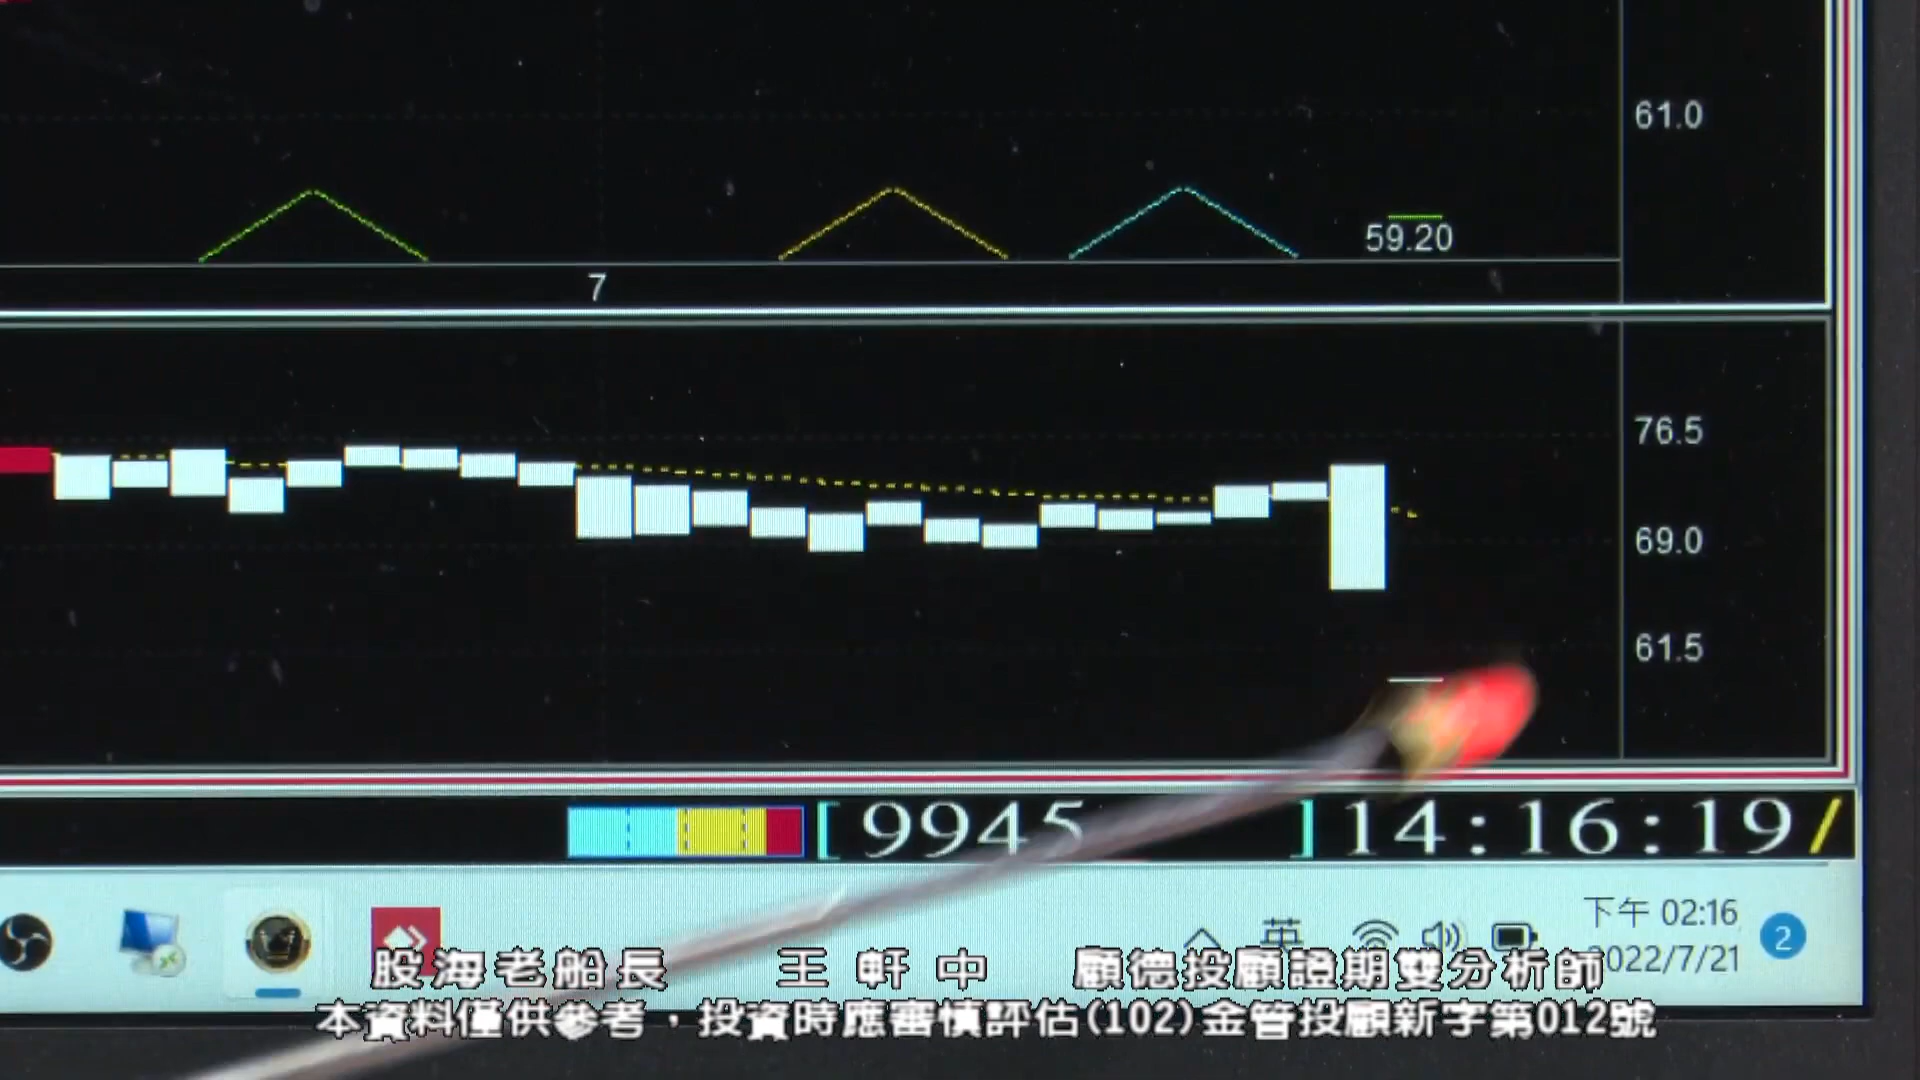 61.0
59.20
7
76.5
69.0
61.5
[ 9945 ] 14:16:19/
英
下午 02:16
2022/7/21
2
股海老船長 王軒中 顧德投顧證期雙分析師
本資料僅供參考，投資時應審慎評估(102)金管投顧新字第012號